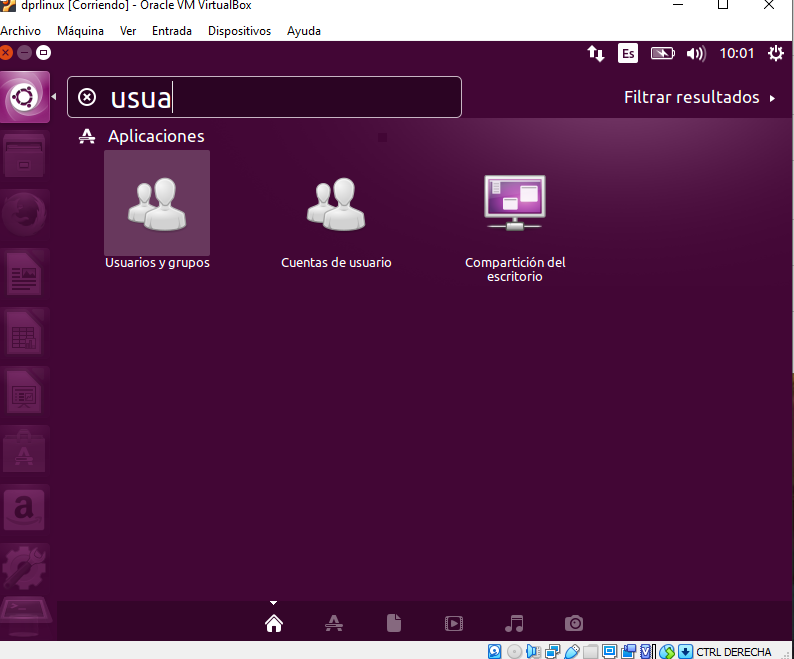 dprlinux [Corriendo] - Oracle VM VirtualBox
Archivo Máquina Ver Entrada Dispositivos Ayuda
Es 10:01
usua
Filtrar resultados
Aplicaciones
Usuarios y grupos
Cuentas de usuario
Compartición del
escritorio
a
CTRL DERECHA